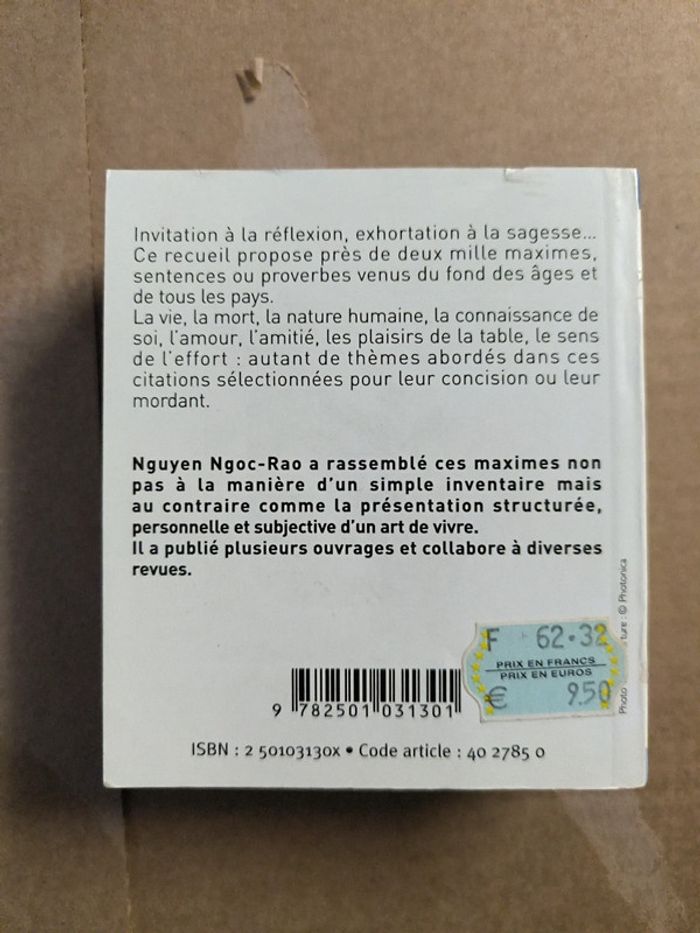 Invitation à la réflexion, exhortation à la sagesse...
Ce recueil propose près de deux mille maximes,
sentences ou proverbes venus du fond des âges et
de tous les pays.
La vie, la mort, la nature humaine, la connaissance de
soi, l'amour, l'amitié, les plaisirs de la table, le sens
de l'effort : autant de thèmes abordés dans ces
citations sélectionnées pour leur concision ou leur
mordant.
Nguyen Ngoc-Rao a rassemblé ces maximes non
pas à la manière d'un simple inventaire mais
au contraire comme la présentation structurée,
personnelle et subjective d'un art de vivre.
Il a publié plusieurs ouvrages et collabore à diverses
revues.
F 62.32
PRIX EN FRANCS
PRIX EN EUROS
€ 9.50
Photo ture : © Photonica
9 782501 031301
ISBN : 2 50103130x • Code article : 40 2785 0